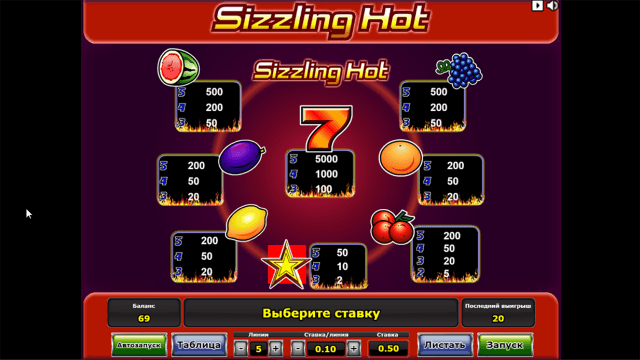 Sizzling Hot
Sizzling Hot
5 500
4 200
3 50
5 500
4 200
3 50
7
5 5000
4 1000
3 100
5 200
4 50
3 20
5 200
4 50
3 20
5 200
4 50
3 20
5 50
4 10
3 2
5 200
4 50
3 20
2 5
Баланс
69
Выберите ставку
Последний выигрыш
20
Автозапуск
Таблица
Линии
- 5 +
Ставка/линия
- 0.10 +
Ставка
0.50
Листать
Запуск